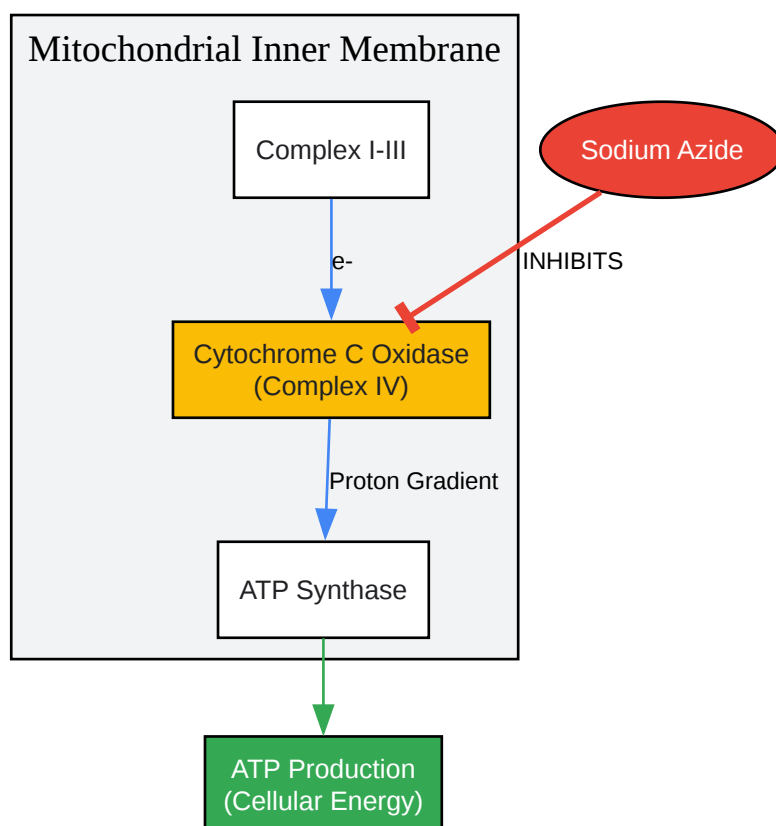 Mitochondrial Inner Membrane
Complex I-III
Sodium Azide
e-
INHIBITS
Cytochrome C Oxidase
(Complex IV)
Proton Gradient
ATP Synthase
ATP Production
(Cellular Energy)